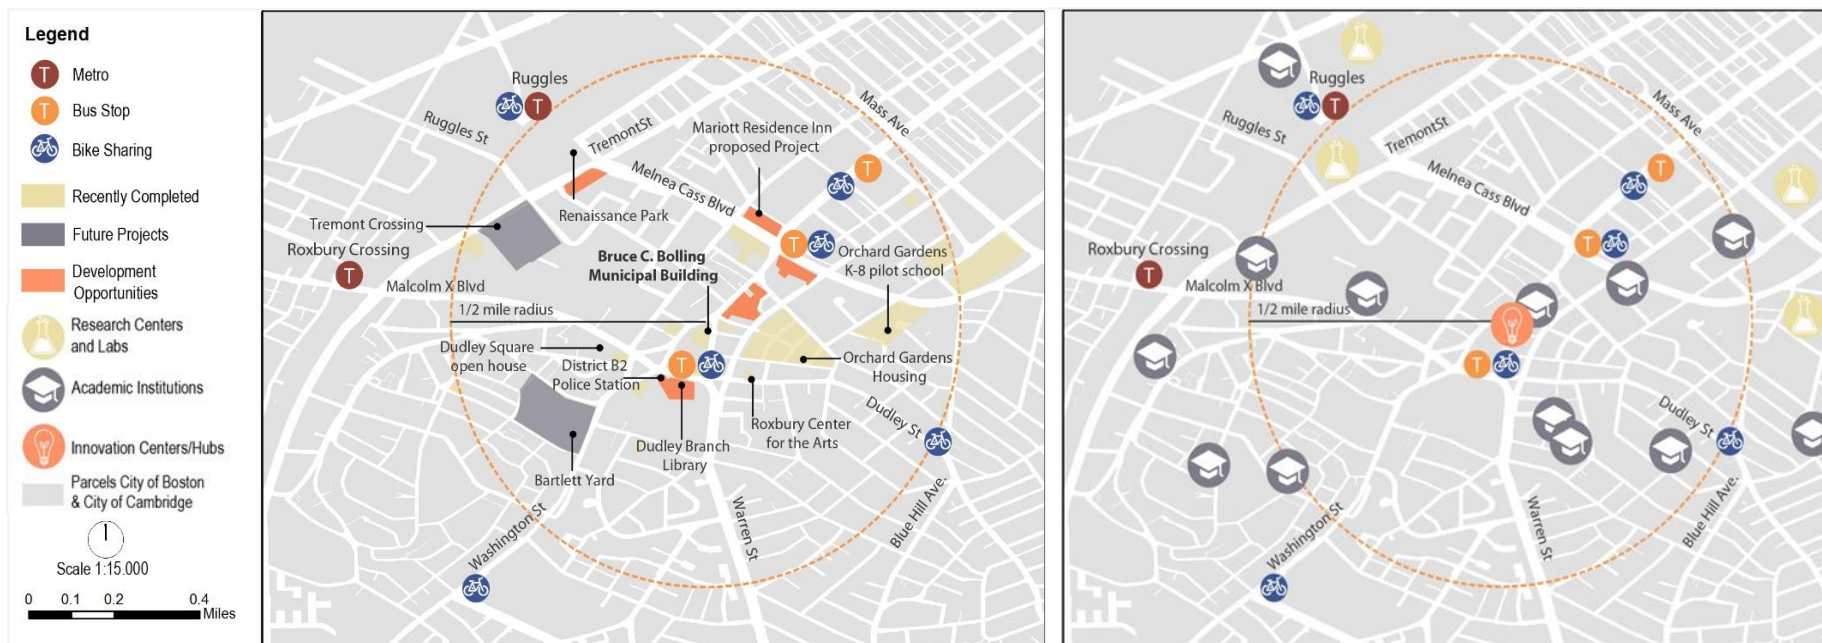 Legend
T
Metro
T
Bus Stop
Bike Sharing
Recently Completed
Future Projects
Development
Opportunities
Research Centers
and Labs
Academic Institutions
Innovation Centers/Hubs
Parcels City of Boston
& City of Cambridge
Scale 1:15.000
0 0.1 0.2 0.4
Miles
Ruggles
T
Ruggles St
TremontSt
Mass Ave
Mariott Residence Inn
proposed Project
T
Melnea Cass Blvd
Renaissance Park
Tremont Crossing
Roxbury Crossing
T
Bruce C. Bolling
Municipal Building
T
Orchard Gardens
K-8 pilot school
Malcolm X Blvd
1/2 mile radius
Dudley Square
open house
District B2
Police Station
T
Orchard Gardens
Housing
Roxbury Center
for the Arts
Dudley St
Dudley Branch
Library
Bartlett Yard
Washington St
Warren St
Blue Hill Ave.
Ruggles
T
Ruggles St
TremontSt
Mass Ave
T
Melnea Cass Blvd
Roxbury Crossing
T
T
Malcolm X Blvd
1/2 mile radius
T
Dudley St
Washington St
Warren St
Blue Hill Ave.